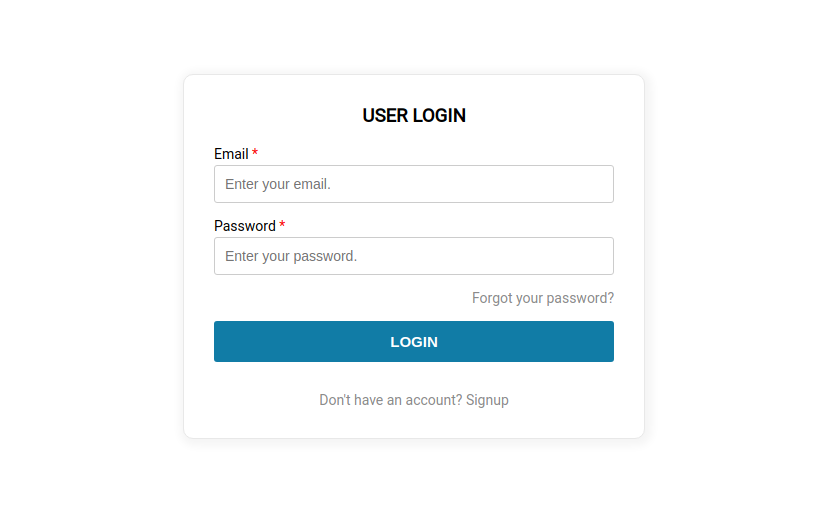 USER LOGIN
Email *
Enter your email.
Password *
Enter your password.
Forgot your password?
LOGIN
Don't have an account? Signup